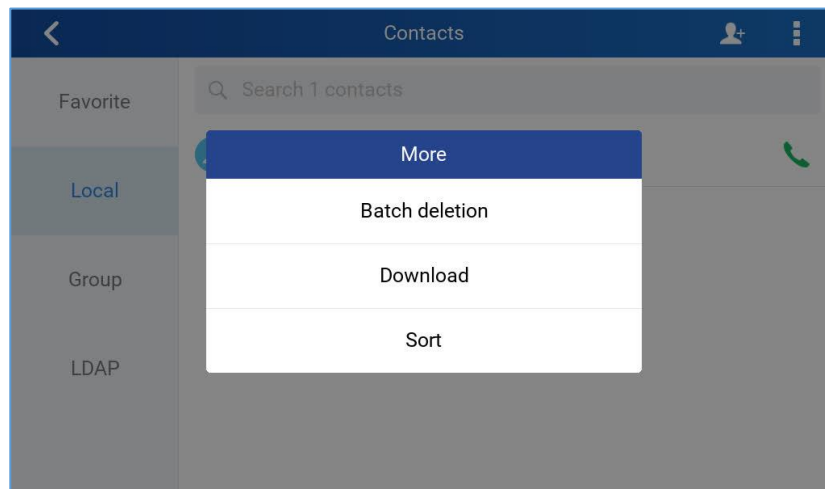 Contacts
Favorite
Search 1 contacts
Local
Group
LDAP
More
Batch deletion
Download
Sort